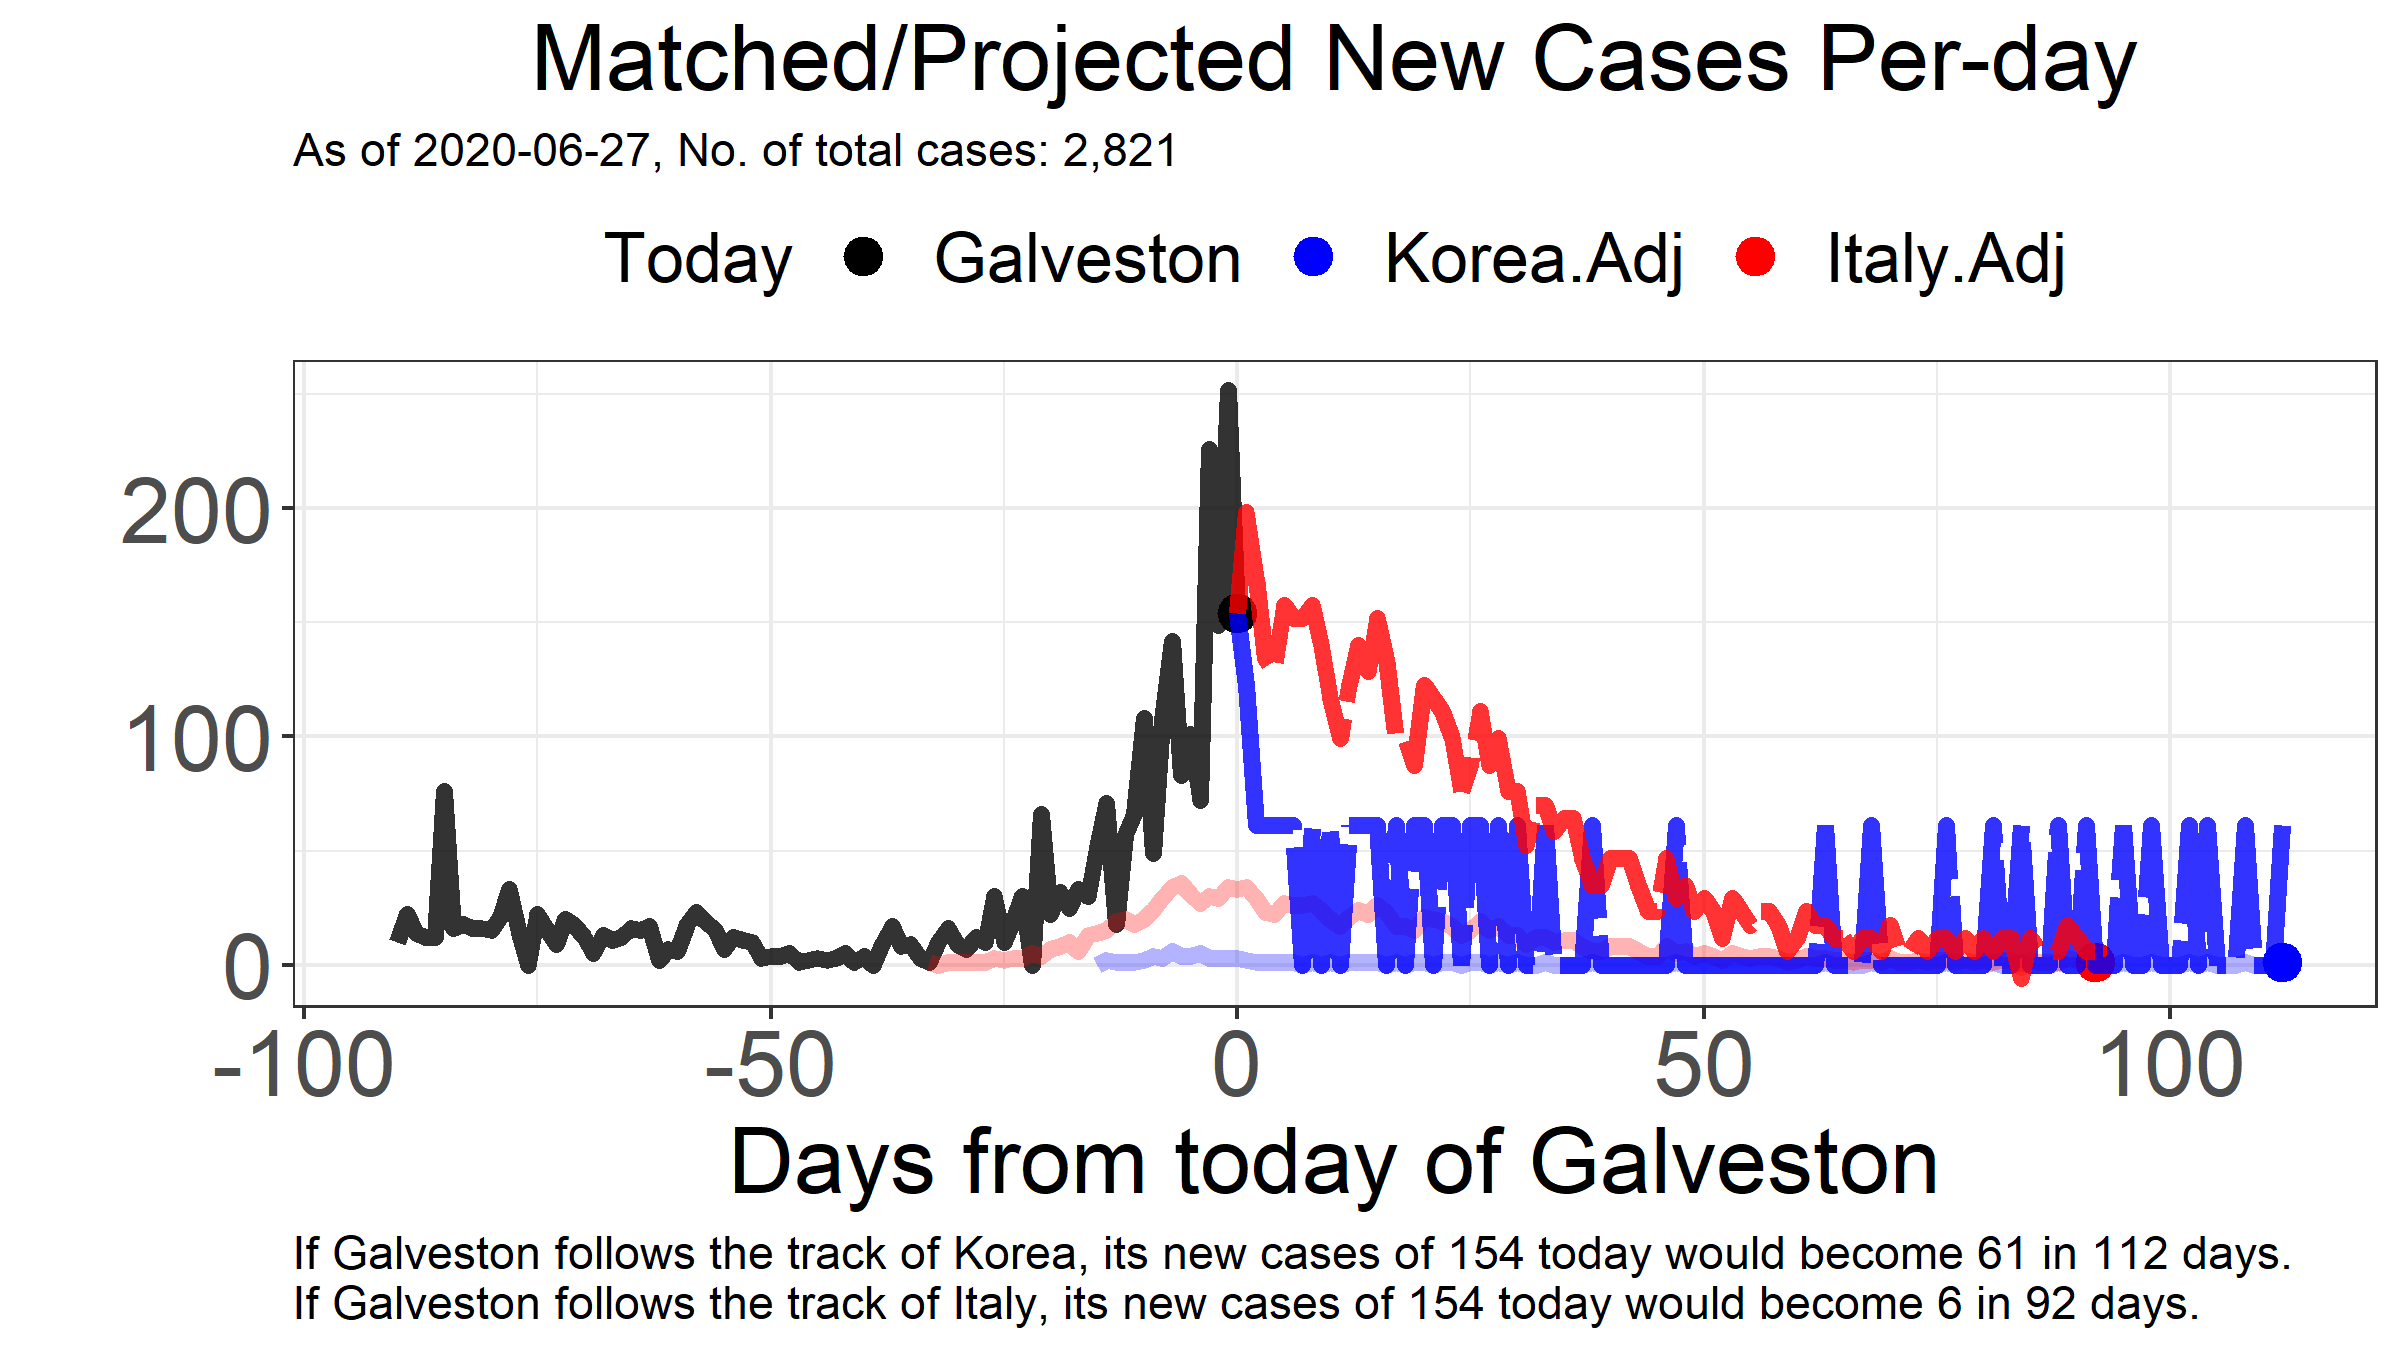 Matched/Projected New Cases Per-day
As of 2020-06-27, No. of total cases: 2,821
Today Galveston Korea.Adj Italy.Adj
200
100
0
-100 -50 0 50 100
Days from today of Galveston
If Galveston follows the track of Korea, its new cases of 154 today would become 61 in 112 days.
If Galveston follows the track of Italy, its new cases of 154 today would become 6 in 92 days.